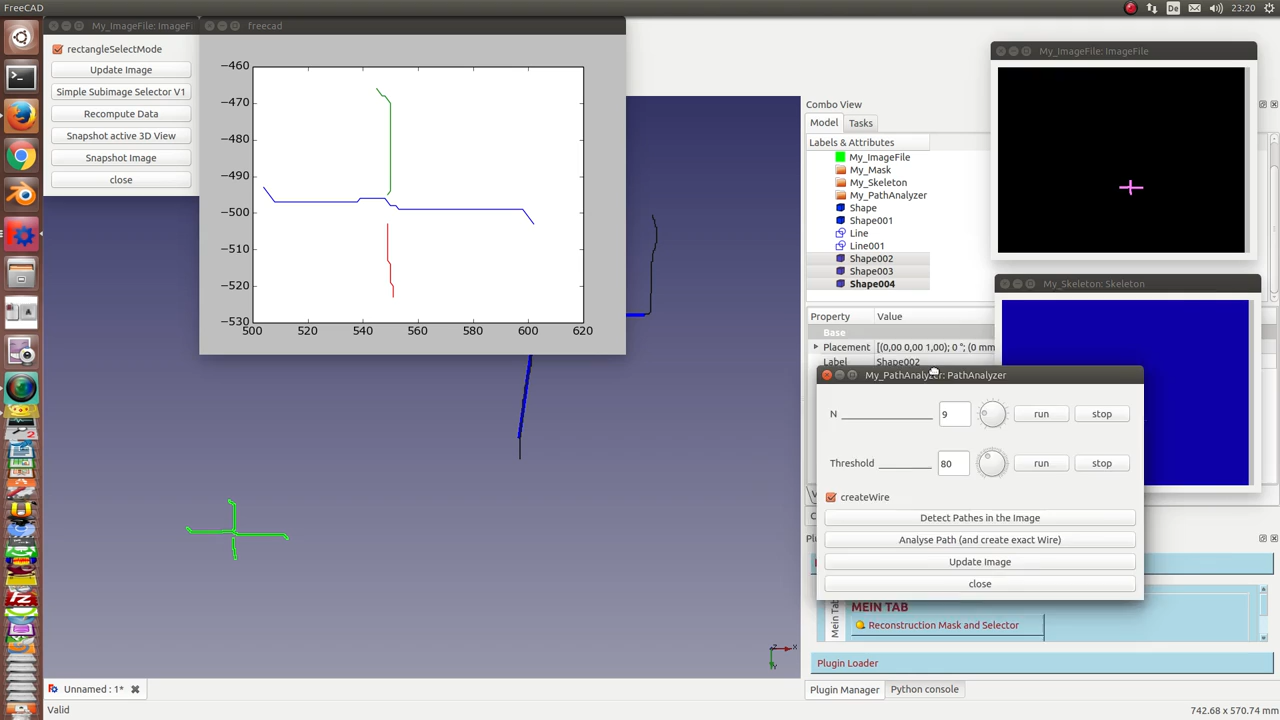 FreeCAD
De
23:20
My_ImageFile: ImageF
rectangleSelectMode
Update Image
Simple Subimage Selector V1
Recompute Data
Snapshot active 3D View
Snapshot Image
close
freecad
−460
−470
−480
−490
−500
−510
−520
−530
500
520
540
560
580
600
620
My_ImageFile: ImageFile
Combo View
Model
Tasks
Labels & Attributes
My_ImageFile
My_Mask
My_Skeleton
My_PathAnalyzer
Shape
Shape001
Line
Line001
Shape002
Shape003
Shape004
Property
Value
Base
Placement
[(0,00 0,00 1,00); 0 °; (0 mm
Label
Shape002
My_Skeleton: Skeleton
My_PathAnalyzer: PathAnalyzer
N
9
run
stop
Threshold
80
run
stop
createWire
Detect Pathes in the Image
Analyse Path (and create exact Wire)
Update Image
close
Mein Tab
MEIN TAB
Reconstruction Mask and Selector
Plugin Loader
Plugin Manager
Python console
Unnamed : 1*
Valid
742.68 x 570.74 mm
X
Y
Z